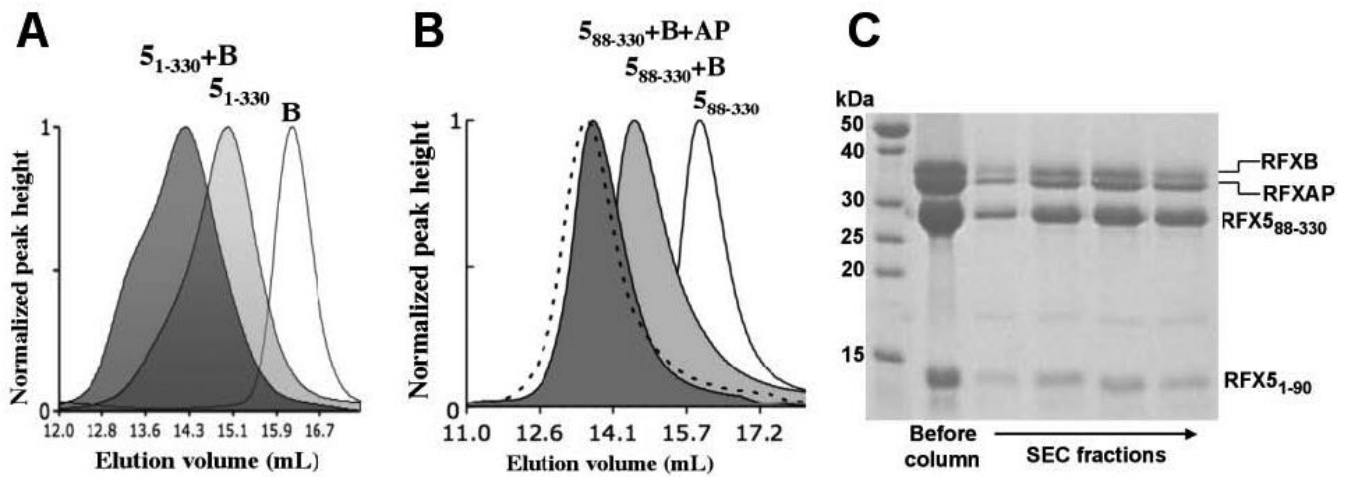 A
5₁₋₃₃₀+B
5₁₋₃₃₀
B
Normalized peak height
1
0
12.0 12.8 13.6 14.3 15.1 15.9 16.7
Elution volume (mL)
B
5₈₈₋₃₃₀+B+AP
5₈₈₋₃₃₀+B
5₈₈₋₃₃₀
Normalized peak height
1
0
11.0 12.6 14.1 15.7 17.2
Elution volume (mL)
C
kDa
50
40
30
25
20
15
RFXB
RFXAP
RFX5₈₈₋₃₃₀
RFX5₁₋₉₀
Before
column
SEC fractions